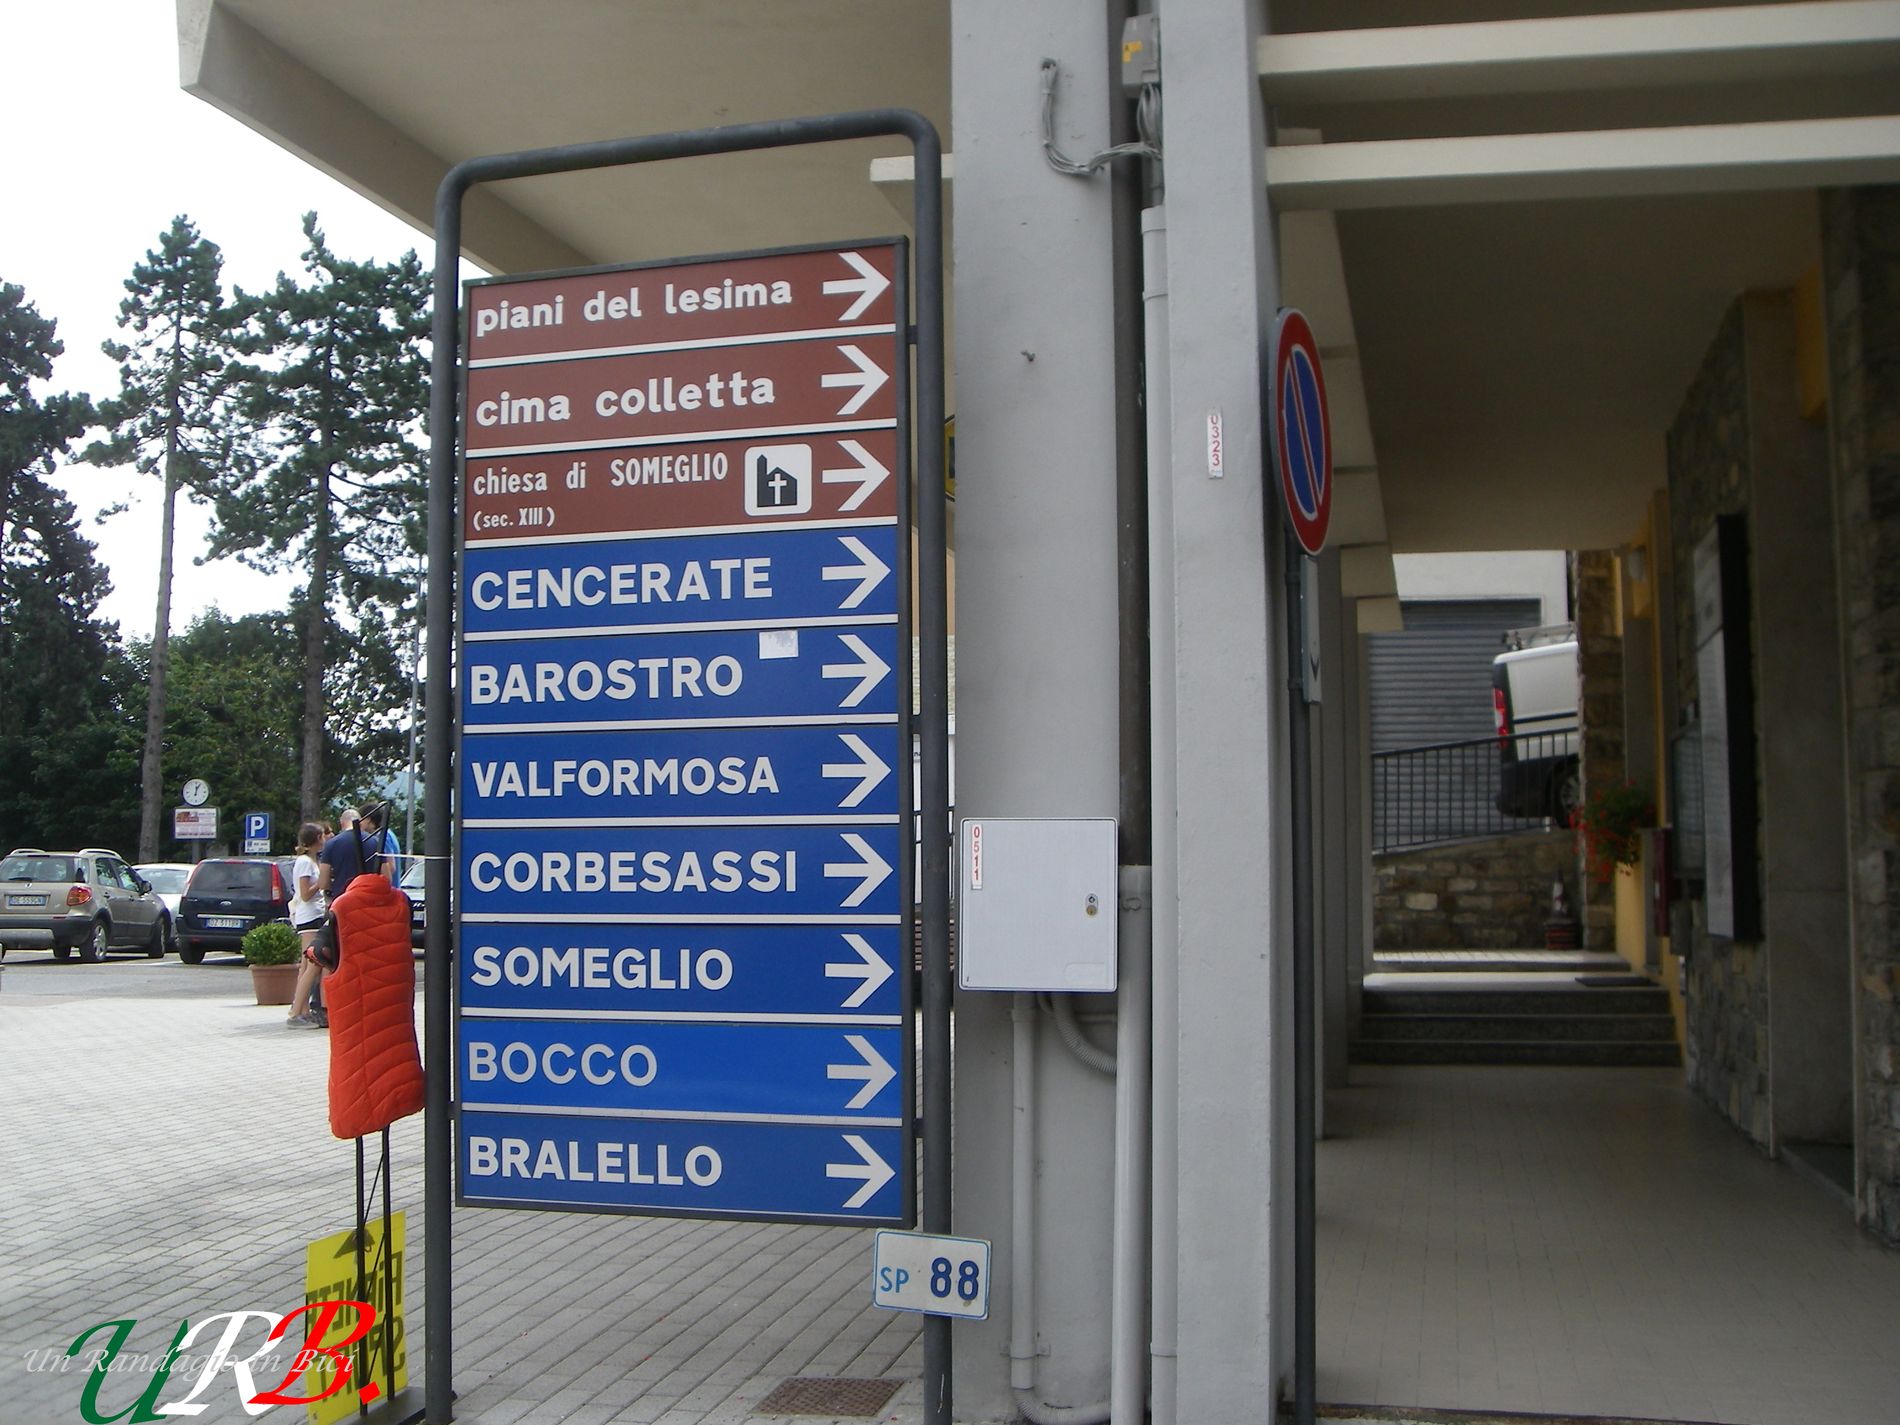 piani del lesima
cima colletta
chiesa di SOMEGLIO
(sec. XIII)
CENCERATE
BAROSTRO
VALFORMOSA
CORBESASSI
SOMEGLIO
BOCCO
BRALELLO
SP 88
0323
0511
P
URB.
Un Randagio in Bici